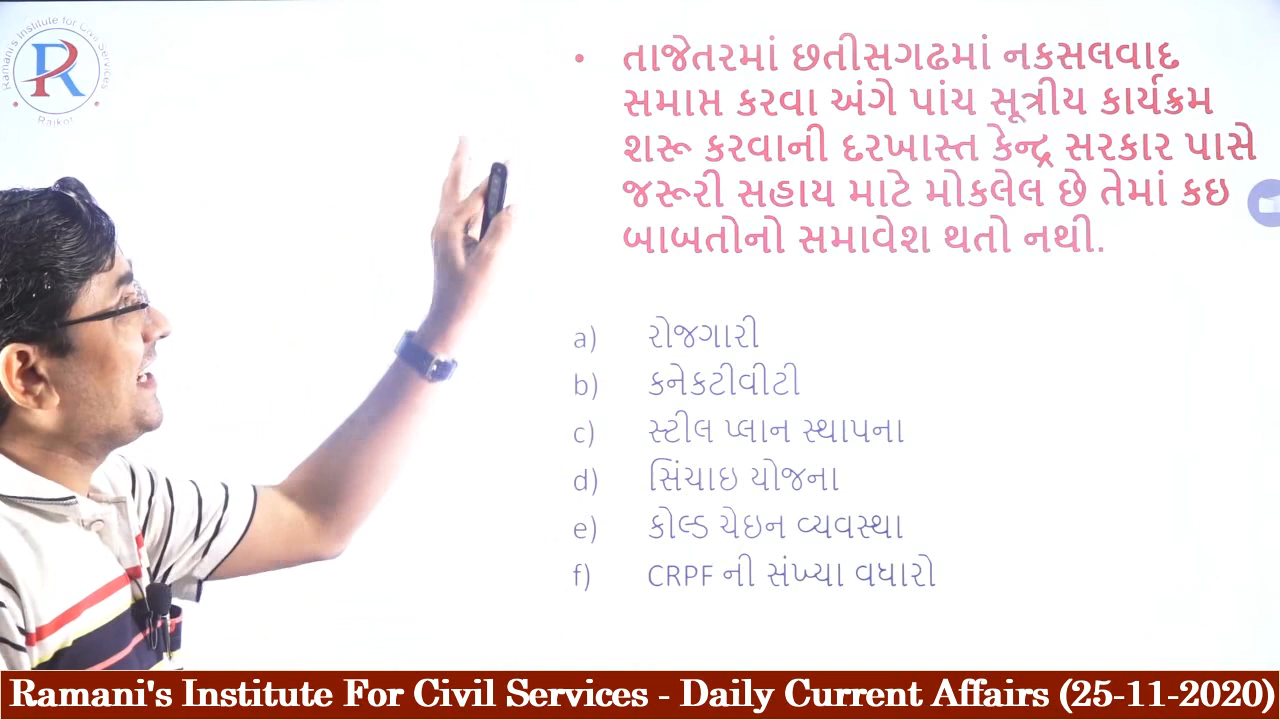 Ramani's Institute for Civil Services
R
Rajkot
• તાજેતરમાં છતીસગઢમાં નકસલવાદ
સમાપ્ત કરવા અંગે પાંચ સૂત્રીય કાર્યક્રમ
શરૂ કરવાની દરખાસ્ત કેન્દ્ર સરકાર પાસે
જરૂરી સહાય માટે મોકલેલ છે તેમાં કઇ
બાબતોનો સમાવેશ થતો નથી.
a) રોજગારી
b) કનેકટીવીટી
c) સ્ટીલ પ્લાન સ્થાપના
d) સિંચાઇ યોજના
e) કોલ્ડ ચેઇન વ્યવસ્થા
f) CRPF ની સંખ્યા વધારો
Ramani's Institute For Civil Services - Daily Current Affairs (25-11-2020)